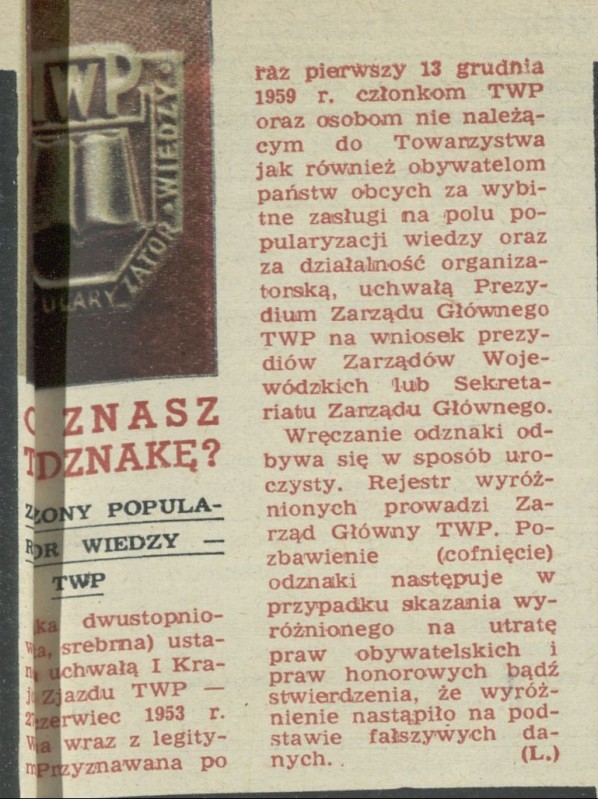 TWP
ULARYZATOR WIEDZY
ZNASZ
ODZNAKĘ?
POPULA-
WIEDZY —
TWP
dwustopnio-
srebrna) usta-
uchwałą I Kra-
Zjazdu TWP —
czerwiec 1953 r.
wraz z legity-
Przyznawana po
raz pierwszy 13 grudnia
1959 r. członkom TWP
oraz osobom nie należą-
cym do Towarzystwa
jak również obywatelom
państw obcych za wybi-
tne zasługi na polu po-
pularyzacji wiedzy oraz
za działalność organiza-
torską, uchwałą Prezy-
dium Zarządu Głównego
TWP na wniosek prezy-
diów Zarządów Woje-
wódzkich lub Sekreta-
riatu Zarządu Głównego.
Wręczanie odznaki od-
bywa się w sposób uro-
czysty. Rejestr wyróż-
nionych prowadzi Za-
rząd Główny TWP. Po-
zbawienie (cofnięcie)
odznaki następuje w
przypadku skazania wy-
różnionego na utratę
praw obywatelskich i
praw honorowych bądź
stwierdzenia, że wyróż-
nienie nastąpiło na pod-
stawie fałszywych da-
nych. (L.)